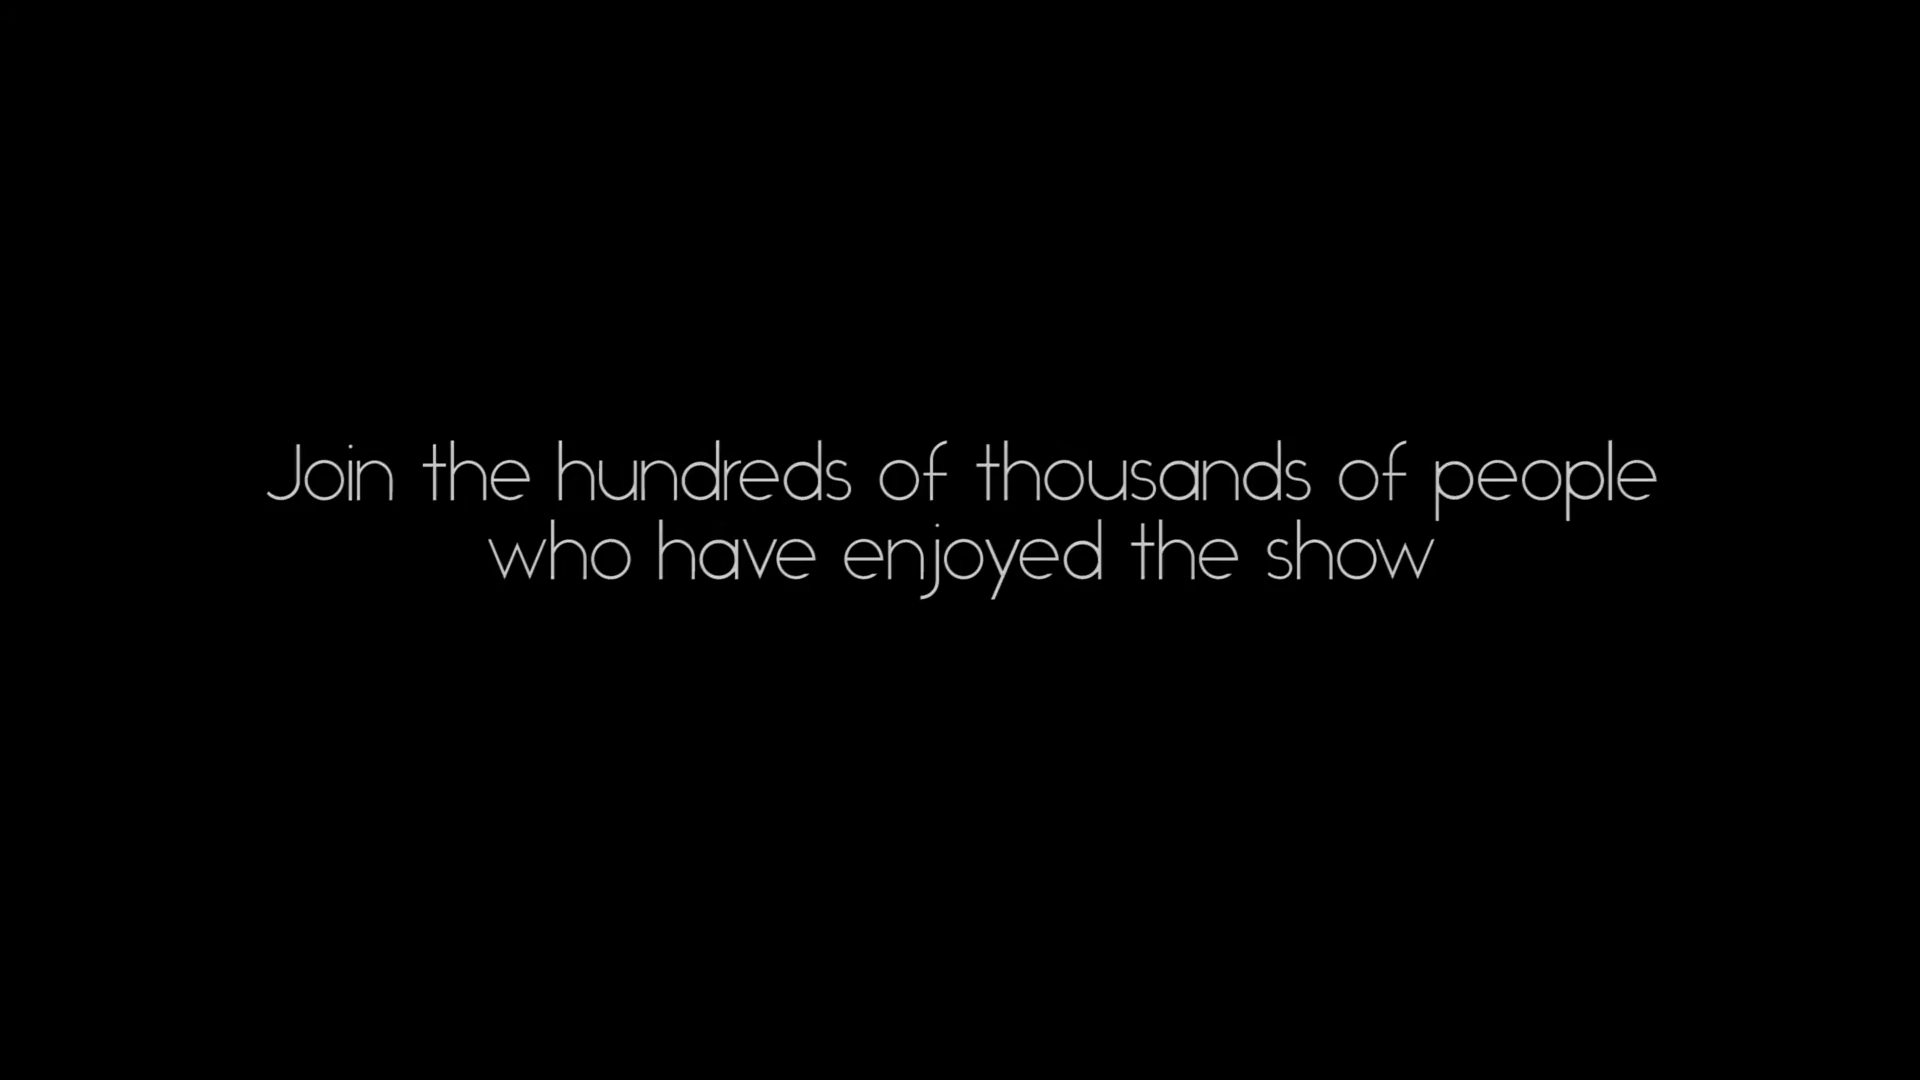 Join the hundreds of thousands of people
who have enjoyed the show